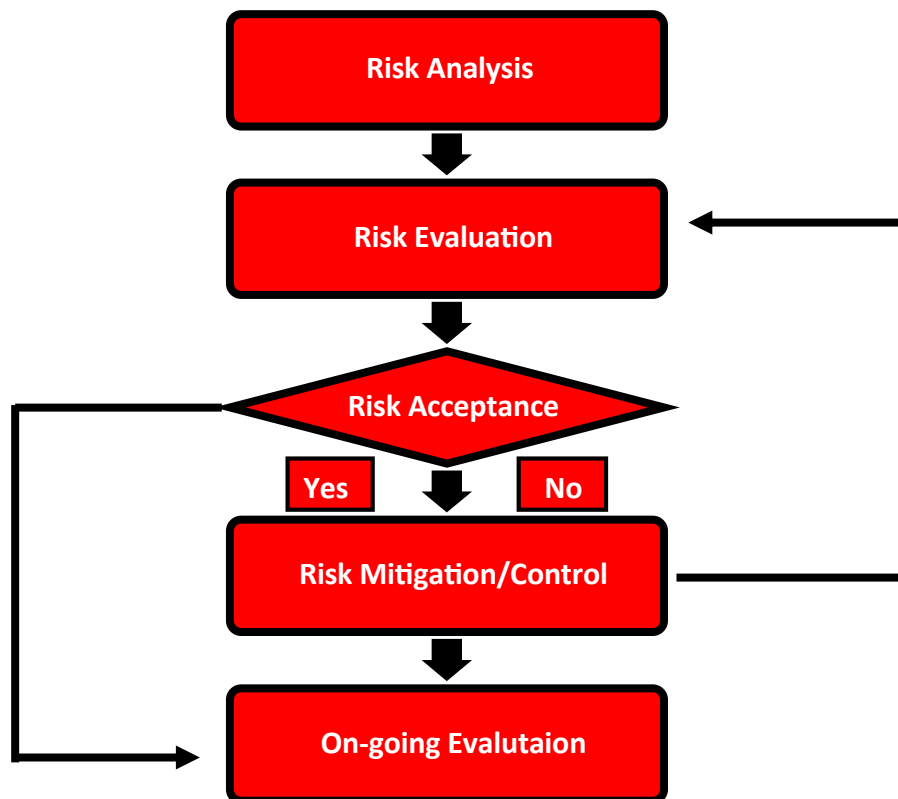 Risk Analysis
Risk Evaluation
Risk Acceptance
Yes
No
Risk Mitigation/Control
On-going Evalutaion